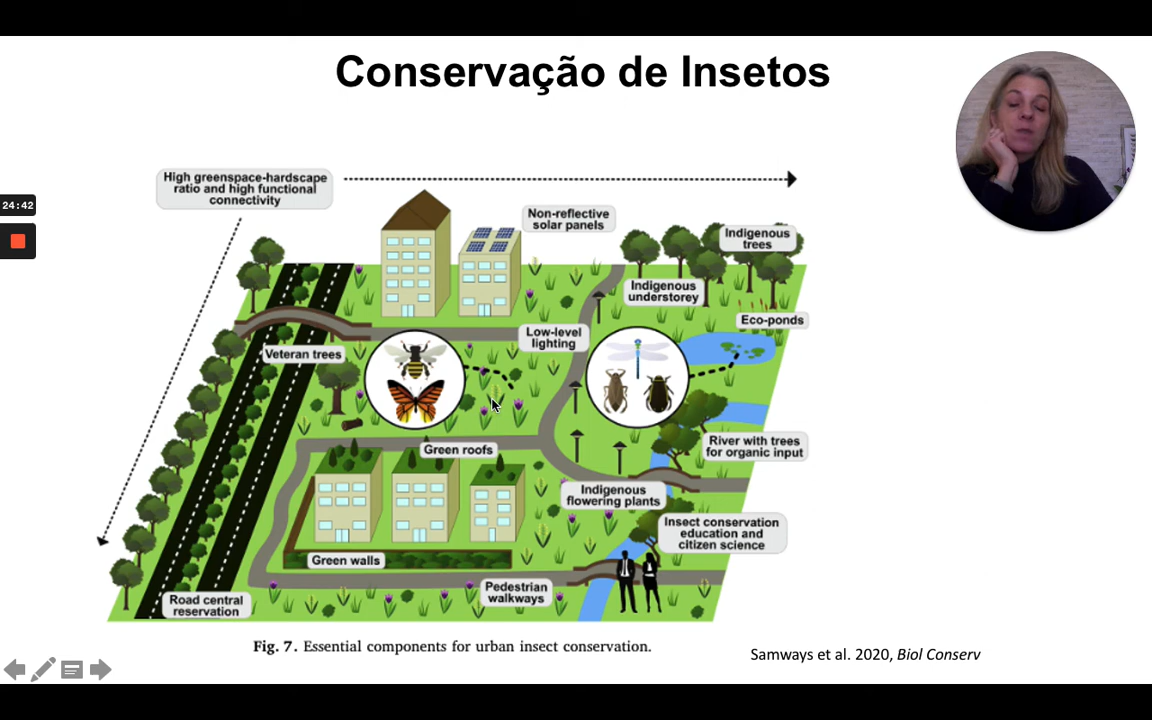 Conservação de Insetos
High greenspace-hardscape
ratio and high functional
connectivity
24:42
Non-reflective
solar panels
Indigenous
trees
Indigenous
understorey
Eco-ponds
Low-level
lighting
Veteran trees
River with trees
for organic input
Green roofs
Indigenous
flowering plants
Insect conservation
education and
citizen science
Green walls
Pedestrian
walkways
Road central
reservation
Fig. 7. Essential components for urban insect conservation.
Samways et al. 2020, Biol Conserv